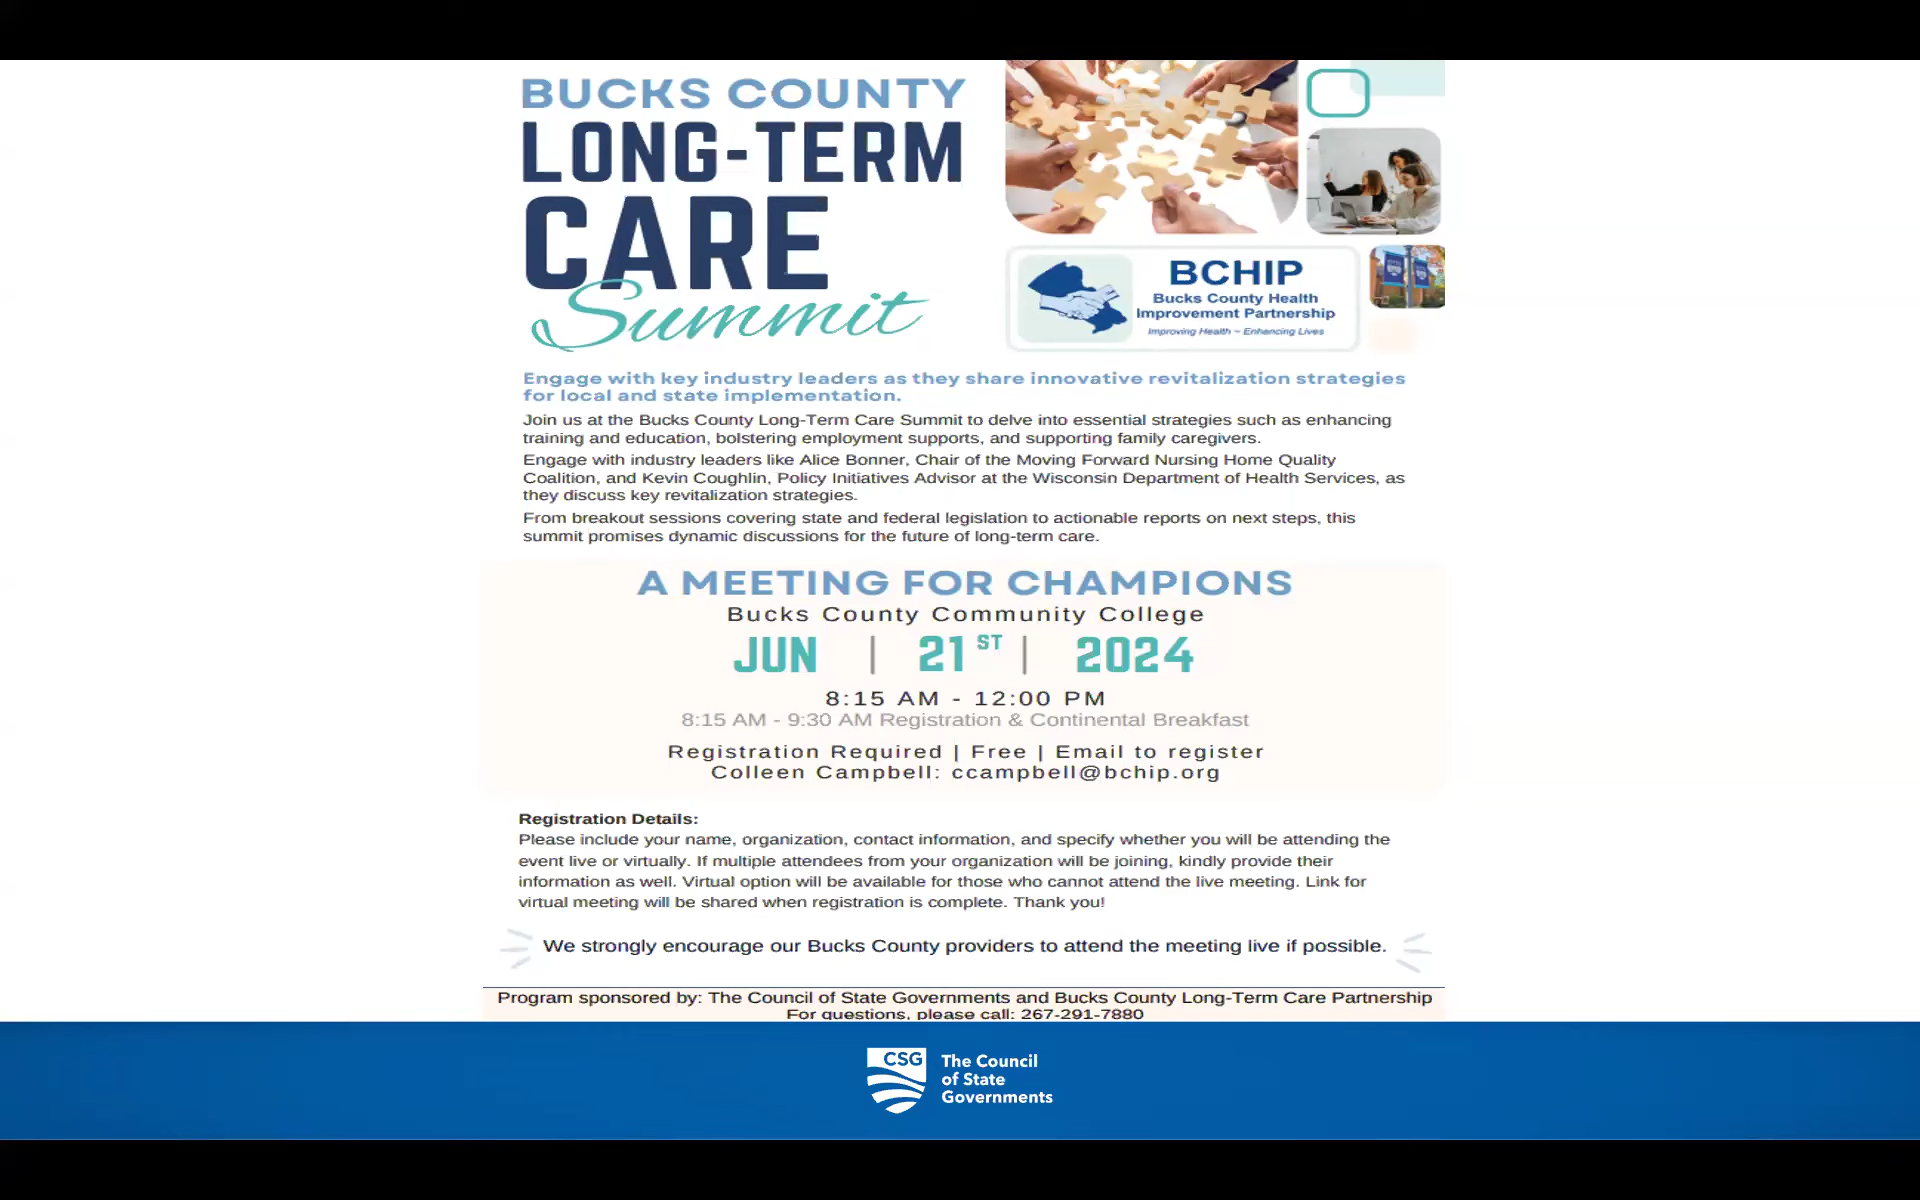 BUCKS COUNTY
LONG-TERM
CARE
Summit
BCHIP
Bucks County Health
Improvement Partnership
Improving Health ~ Enhancing Lives
Engage with key industry leaders as they share innovative revitalization strategies
for local and state implementation.
Join us at the Bucks County Long-Term Care Summit to delve into essential strategies such as enhancing
training and education, bolstering employment supports, and supporting family caregivers.
Engage with industry leaders like Alice Bonner, Chair of the Moving Forward Nursing Home Quality
Coalition, and Kevin Coughlin, Policy Initiatives Advisor at the Wisconsin Department of Health Services, as
they discuss key revitalization strategies.
From breakout sessions covering state and federal legislation to actionable reports on next steps, this
summit promises dynamic discussions for the future of long-term care.
A MEETING FOR CHAMPIONS
Bucks County Community College
JUN | 21ST | 2024
8:15 AM - 12:00 PM
8:15 AM - 9:30 AM Registration & Continental Breakfast
Registration Required | Free | Email to register
Colleen Campbell: ccampbell@bchip.org
Registration Details:
Please include your name, organization, contact information, and specify whether you will be attending the
event live or virtually. If multiple attendees from your organization will be joining, kindly provide their
information as well. Virtual option will be available for those who cannot attend the live meeting. Link for
virtual meeting will be shared when registration is complete. Thank you!
We strongly encourage our Bucks County providers to attend the meeting live if possible.
Program sponsored by: The Council of State Governments and Bucks County Long-Term Care Partnership
For questions, please call: 267-291-7880
CSG
The Council
of State
Governments